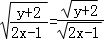 √((y+2)/(2x-1)) = √(y+2)/√(2x-1)